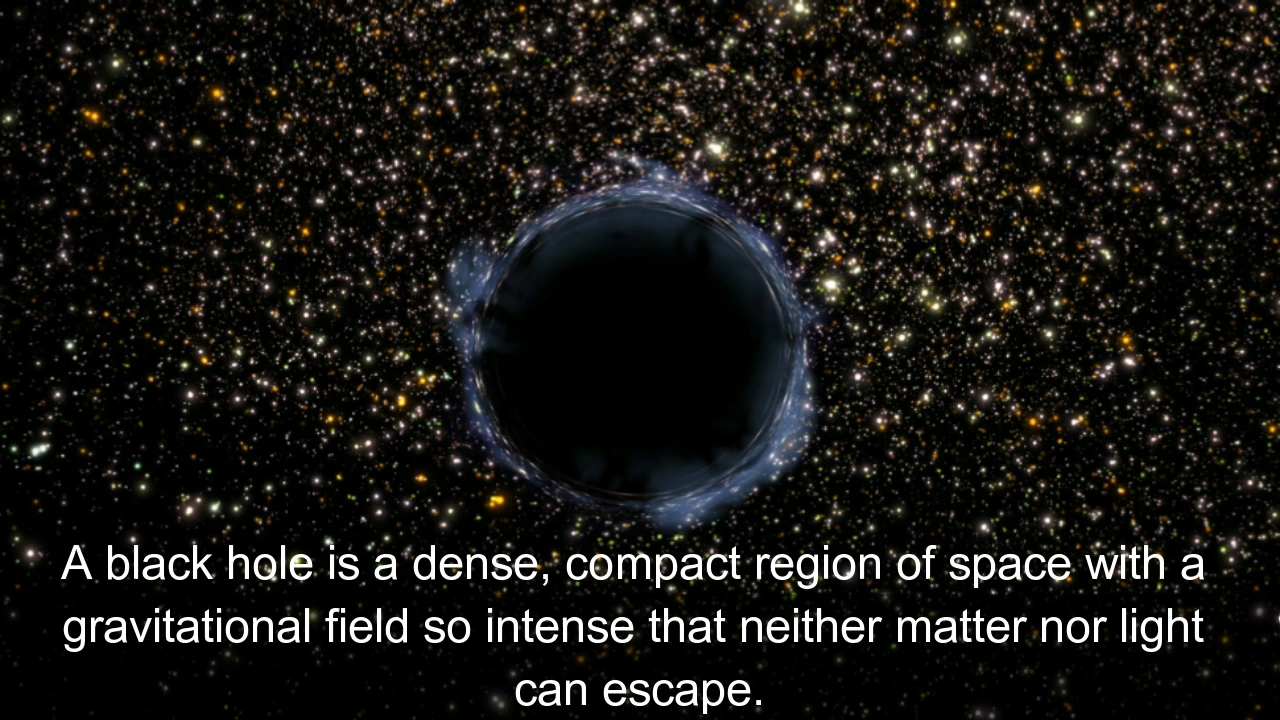 A black hole is a dense, compact region of space with a
gravitational field so intense that neither matter nor light
can escape.